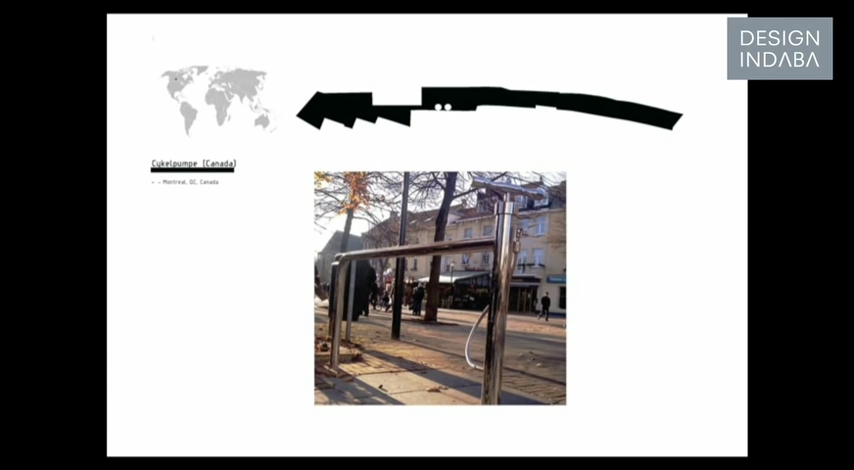 DESIGN
INDABA
Cykelpumpe (Canada)
- - Montreal, QC, Canada